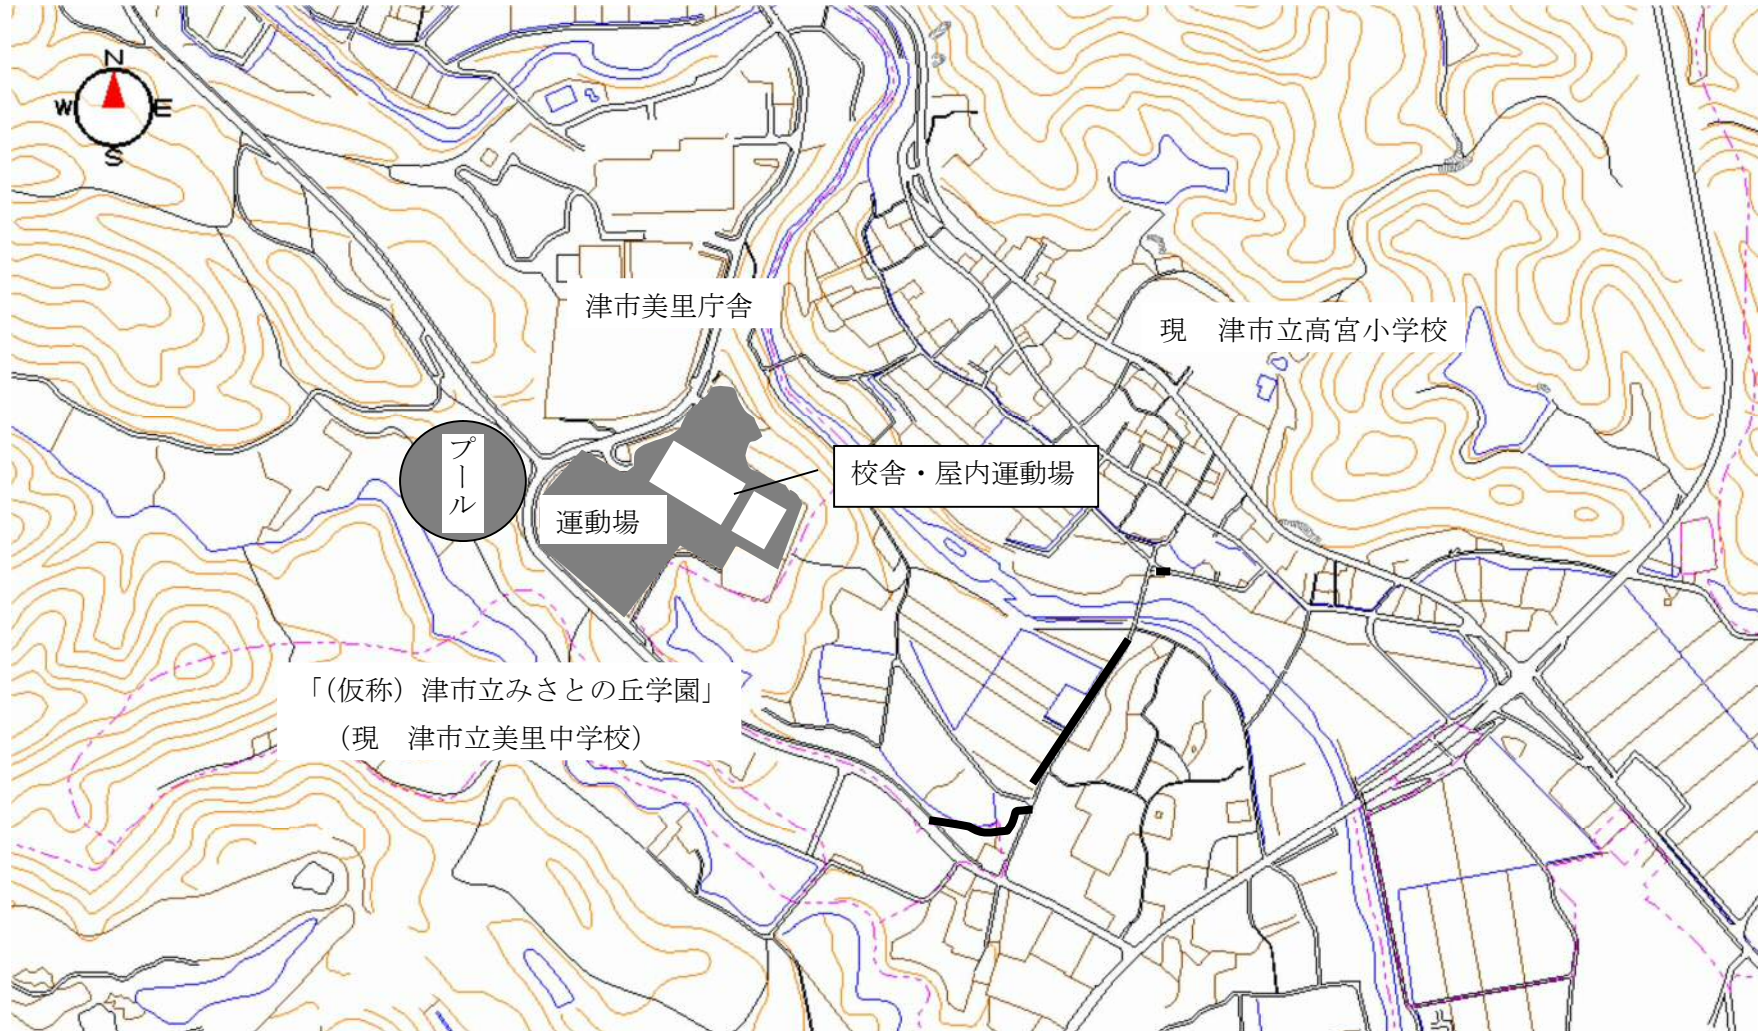 N
W E
S
津市美里庁舎
現　津市立高宮小学校
プール
校舎・屋内運動場
運動場
「(仮称）津市立みさとの丘学園」
（現　津市立美里中学校）